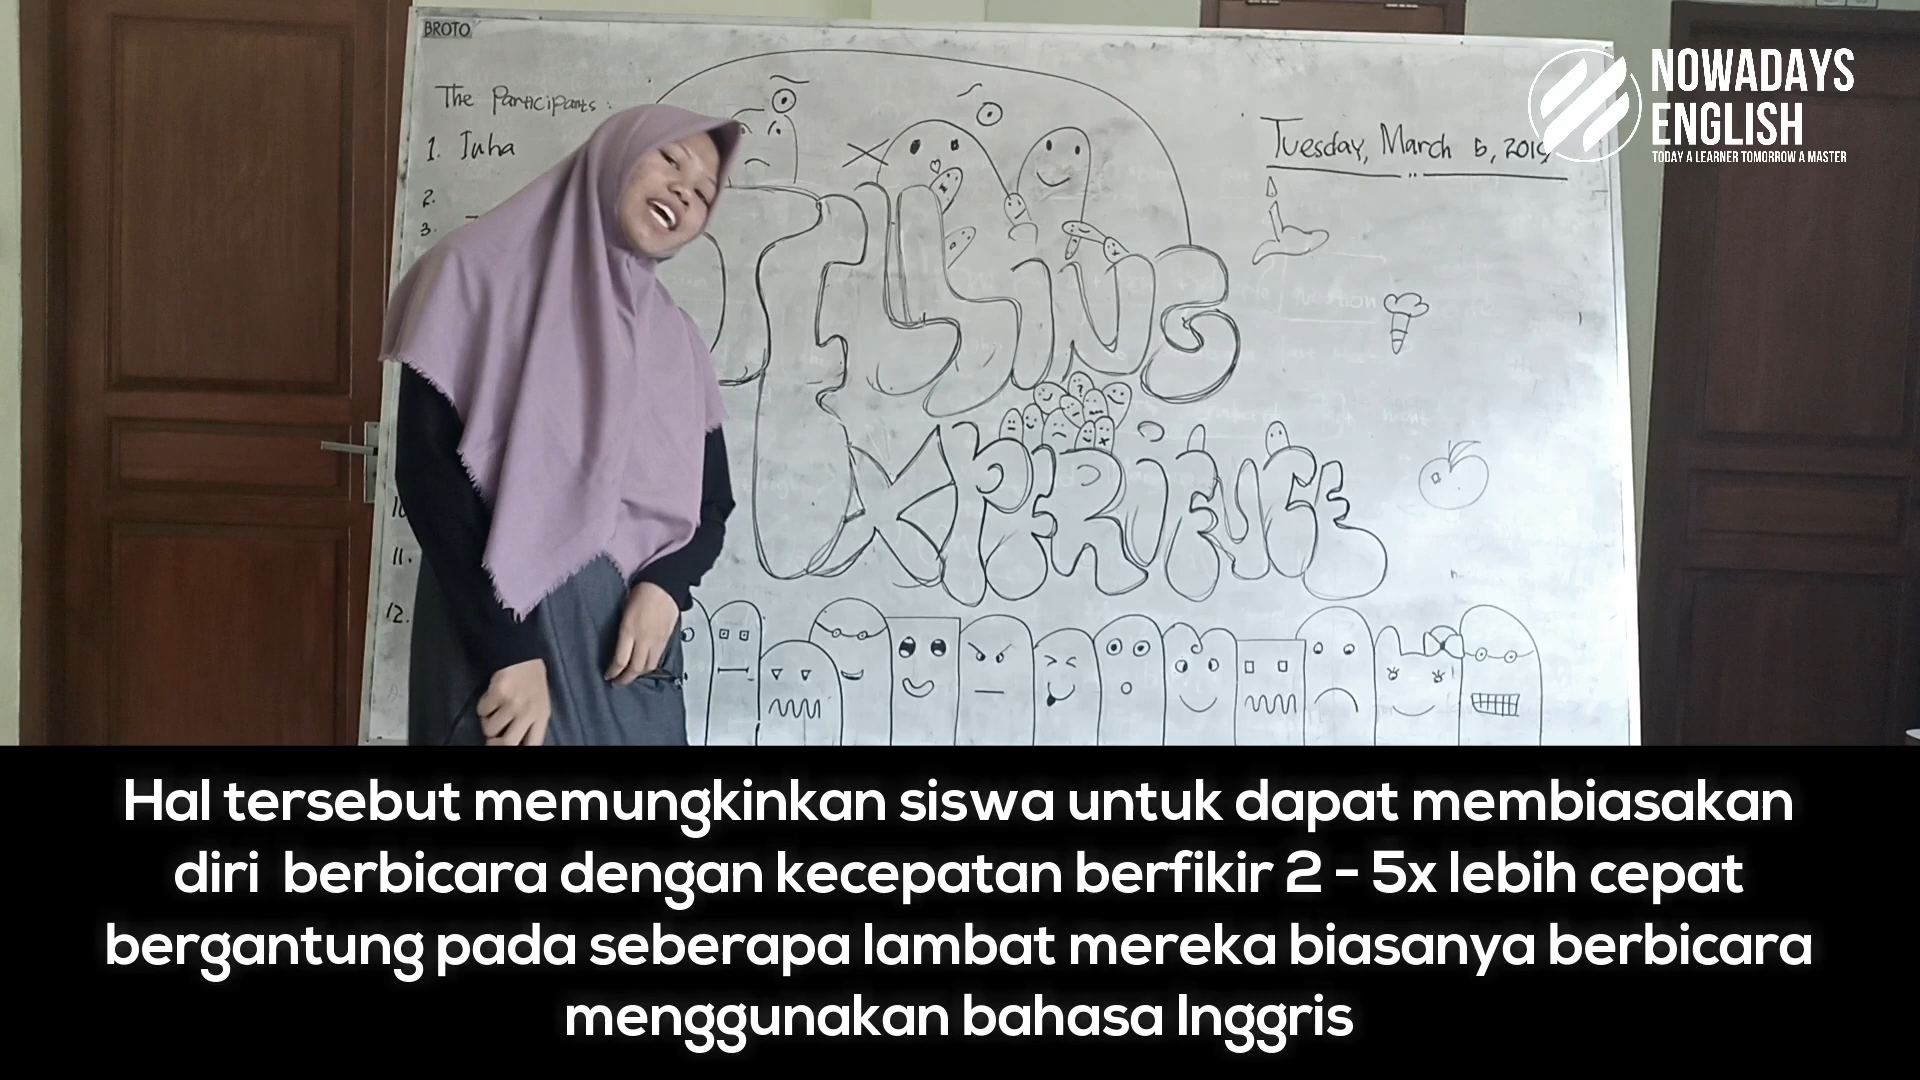 BROTO
The Participants :
1. Juha
2.
3.
11.
12.
Tuesday, March 5, 2019
NOWADAYS
ENGLISH
TODAY A LEARNER TOMORROW A MASTER
TELLING
EXPERIENCE
Hal tersebut memungkinkan siswa untuk dapat membiasakan
diri berbicara dengan kecepatan berfikir 2 - 5x lebih cepat
bergantung pada seberapa lambat mereka biasanya berbicara
menggunakan bahasa Inggris